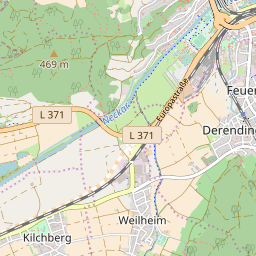 469 m
Feuer
L 371
Neckar
Europastraße
L 371
Derending
Weilheim
Kilchberg